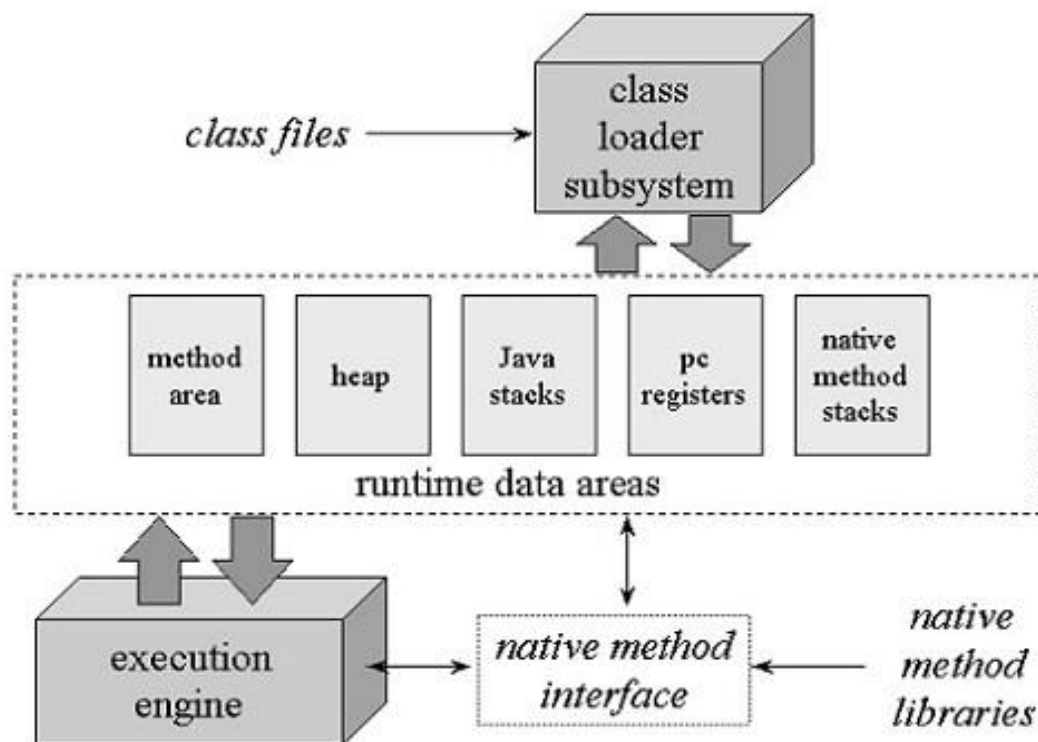 class
loader
subsystem
class files
method
area
heap
Java
stacks
pc
registers
native
method
stacks
runtime data areas
execution
engine
native method
interface
native
method
libraries